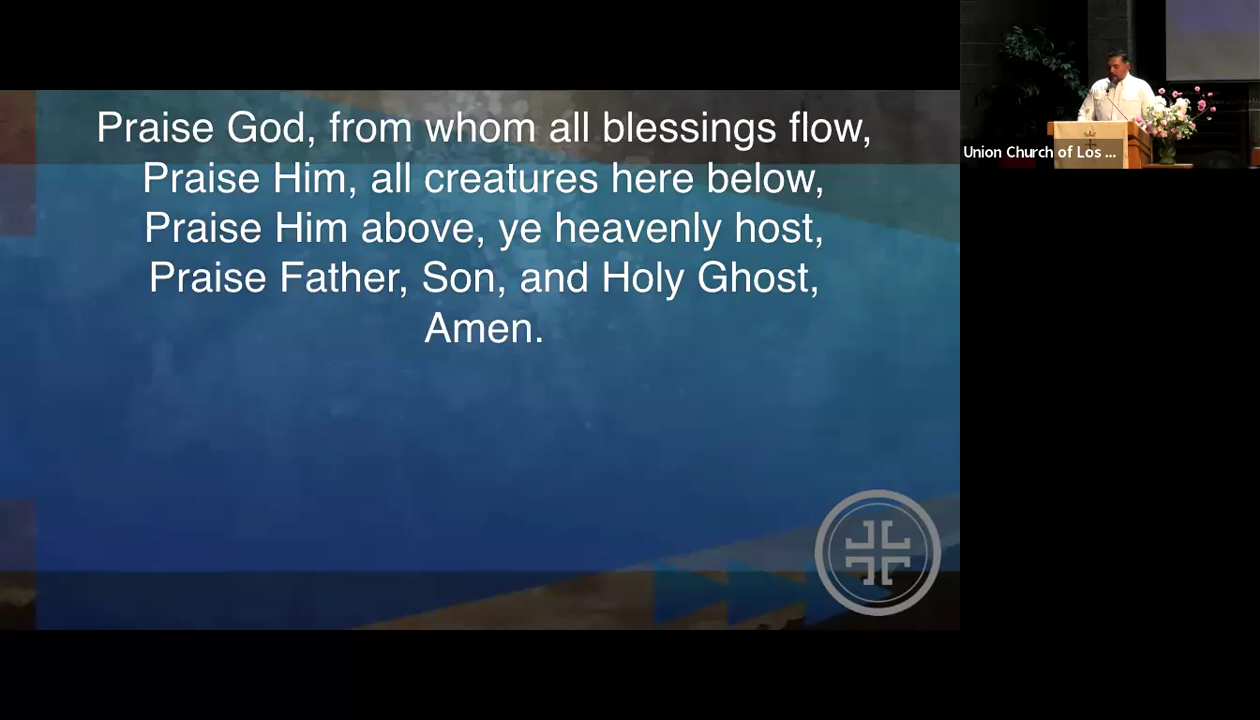 Praise God, from whom all blessings flow,
Praise Him, all creatures here below,
Praise Him above, ye heavenly host,
Praise Father, Son, and Holy Ghost,
Amen.
Union Church of Los ...